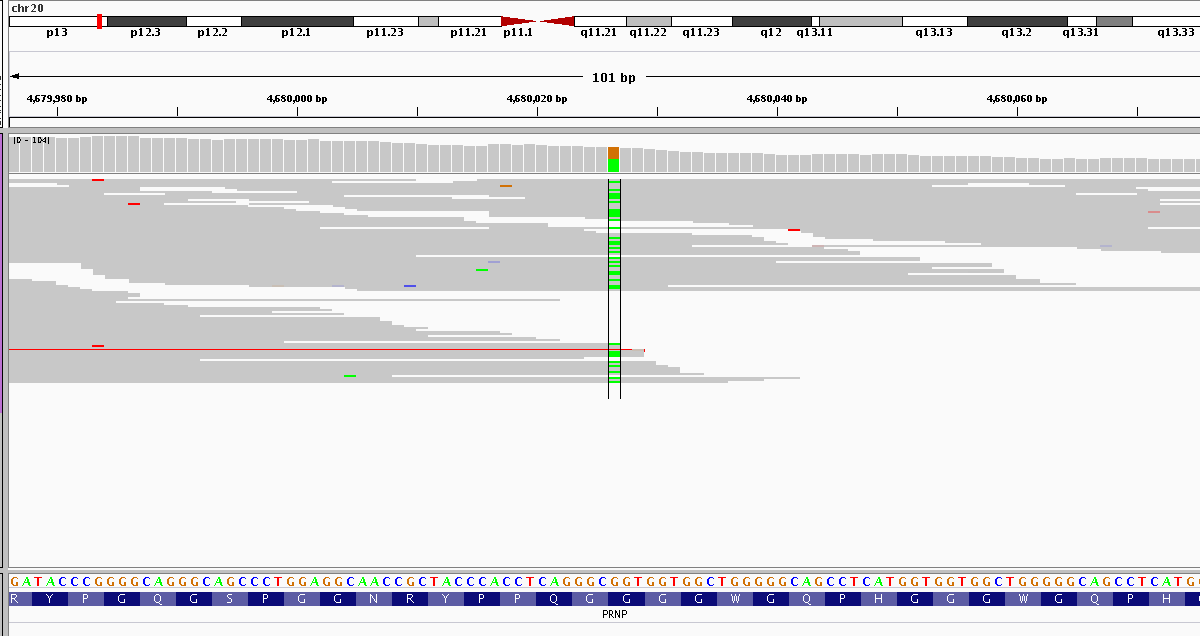 chr20
p13 p12.3 p12.2 p12.1 p11.23 p11.21 p11.1 q11.21 q11.22 q11.23 q12 q13.11 q13.13 q13.2 q13.31 q13.33
101 bp
4,679,980 bp 4,680,000 bp 4,680,020 bp 4,680,040 bp 4,680,060 bp
[0 - 104]
GATACCCGGGGCAGGGCAGCCCTGGAGGCAACCGCTACCCACCTCAGGGCGGTGGTGGCTGGGGGCAGCCTCATGGTGGTGGCTGGGGGCAGCCTCATG
R Y P G Q G S P G G N R Y P P Q G G G G W G Q P H G G G W G Q P H
PRNP